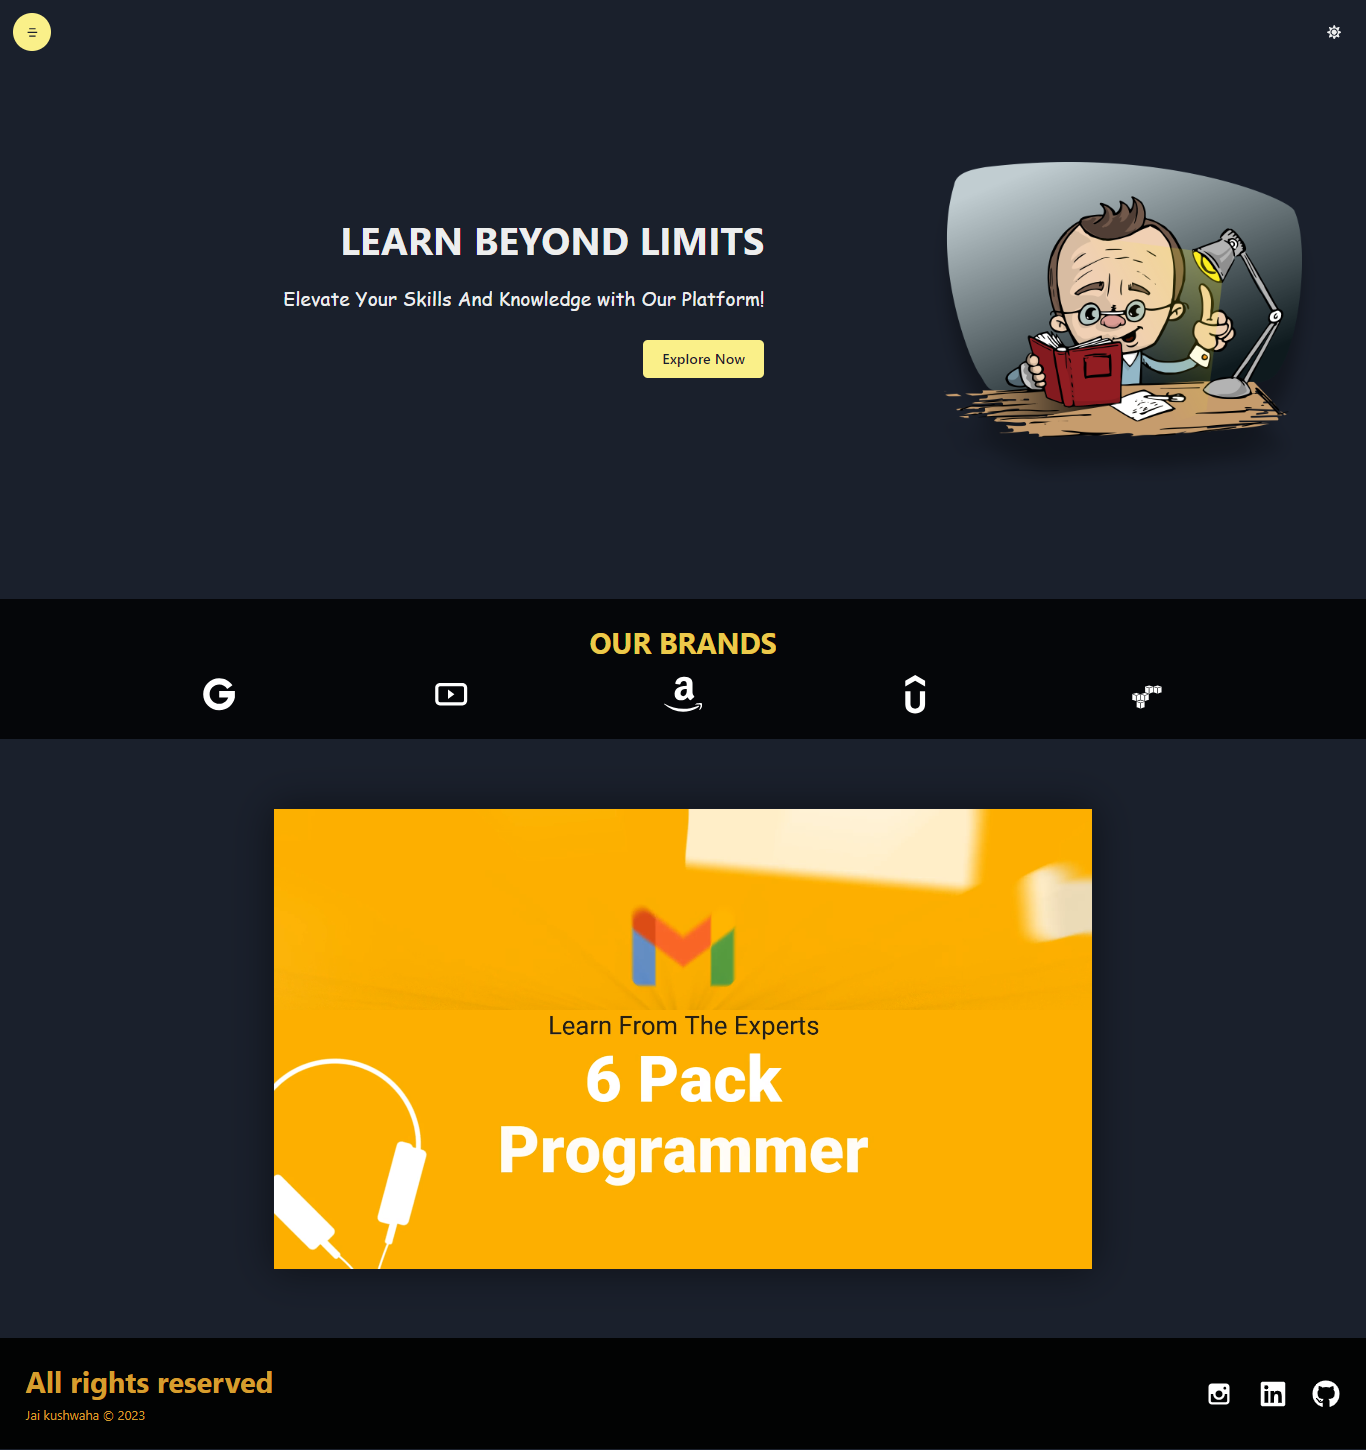 LEARN BEYOND LIMITS
Elevate Your Skills And Knowledge with Our Platform!
Explore Now
OUR BRANDS
Learn From The Experts
6 Pack
Programmer
All rights reserved
Jai kushwaha © 2023